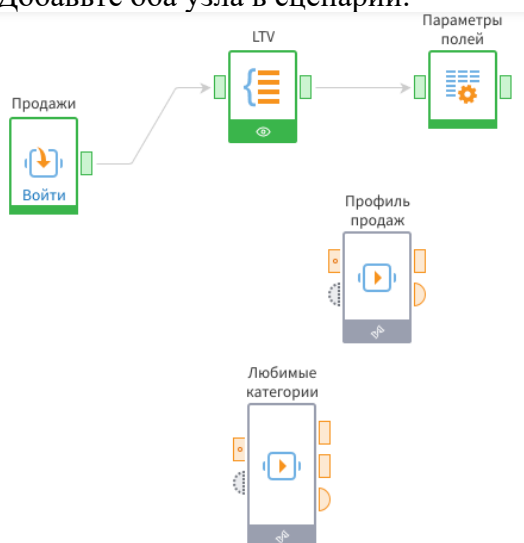 Добавьте оба узла в сценарий.
Параметры
полей
LTV
Продажи
Войти
Профиль
продаж
Любимые
категории